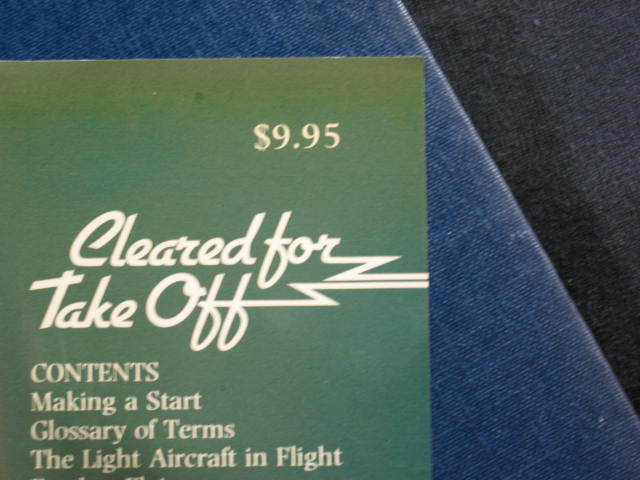 $9.95
Cleared for
Take Off
CONTENTS
Making a Start
Glossary of Terms
The Light Aircraft in Flight